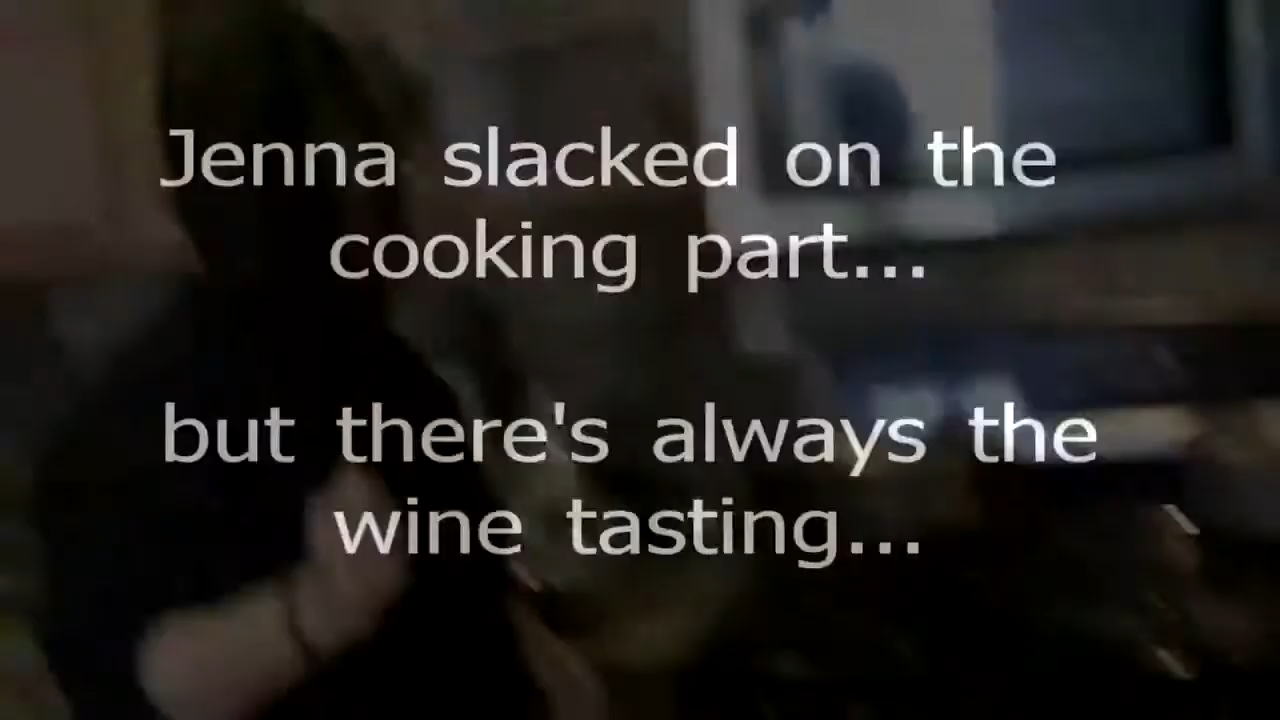 Jenna slacked on the
cooking part...
but there's always the
wine tasting...